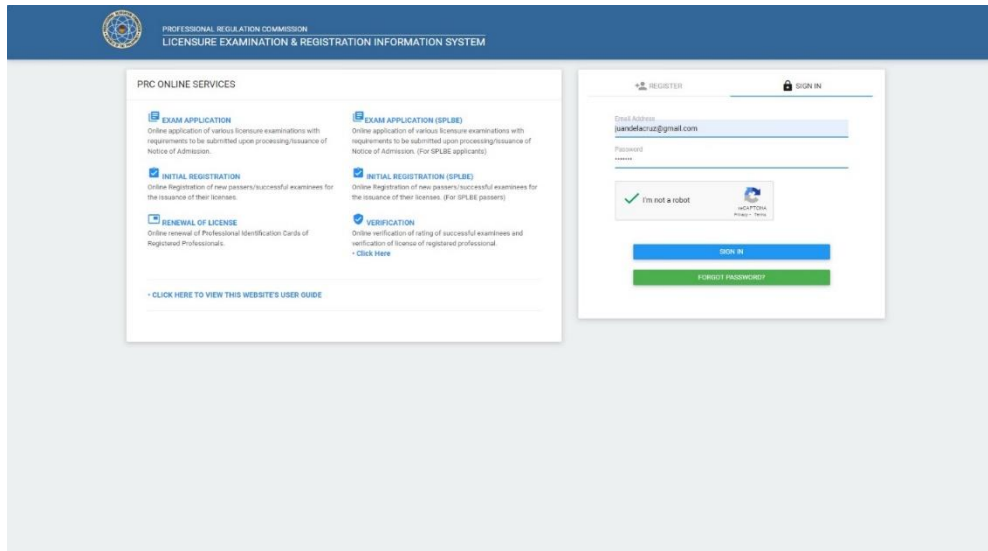 PROFESSIONAL REGULATION COMMISSION
LICENSURE EXAMINATION & REGISTRATION INFORMATION SYSTEM
PRC ONLINE SERVICES
EXAM APPLICATION
Online application of various licensure examinations with
requirements to be submitted upon processing/issuance of
Notice of Admission.
EXAM APPLICATION (SPLBE)
Online application of various licensure examinations with
requirements to be submitted upon processing/issuance of
Notice of Admission. (For SPLBE applicants)
INITIAL REGISTRATION
Online Registration of new passers/successful examinees for
the issuance of their licenses.
INITIAL REGISTRATION (SPLBE)
Online Registration of new passers/successful examinees for
the issuance of their licenses. (For SPLBE passers)
RENEWAL OF LICENSE
Online renewal of Professional Identification Cards of
Registered Professionals.
VERIFICATION
Online verification of rating of successful examinees and
verification of license of registered professional.
- Click Here
- CLICK HERE TO VIEW THIS WEBSITE'S USER GUIDE
REGISTER
SIGN IN
Email Address
juandelacruz@gmail.com
Password
•••••••
I'm not a robot
reCAPTCHA
Privacy - Terms
SIGN IN
FORGOT PASSWORD?